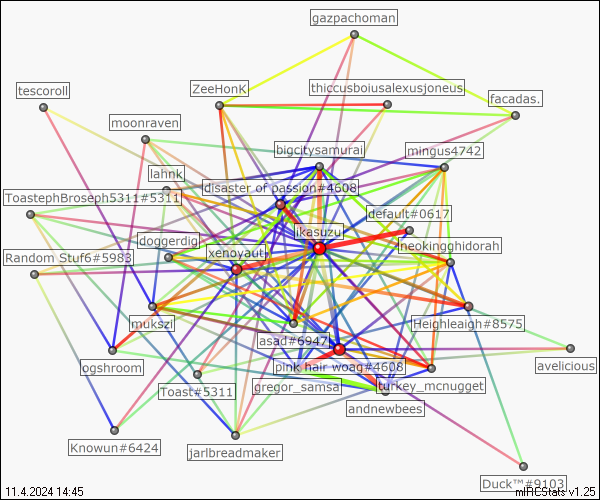 gazpachoman
ZeeHonK
thiccusboiusalexusjoneus
tescoroll
facadas.
moonraven
bigcitysamurai
mingus4742
lahnk
disaster of passion#4608
ToastephBroseph5311#5311
default#0617
likasuzu
doggerdig
neokingghidorah
xenoyaut
Random Stuf6#5983
mukszi
Heighleaigh#8575
asad#6947
ogshroom
pink hair woag#4608
avelicious
Toast#5311
gregor_samsa
turkey_mcnugget
andnewbees
Knowun#6424
jarlbreadmaker
Duck™#9103
11.4.2024 14:45
mIRCStats v1.25